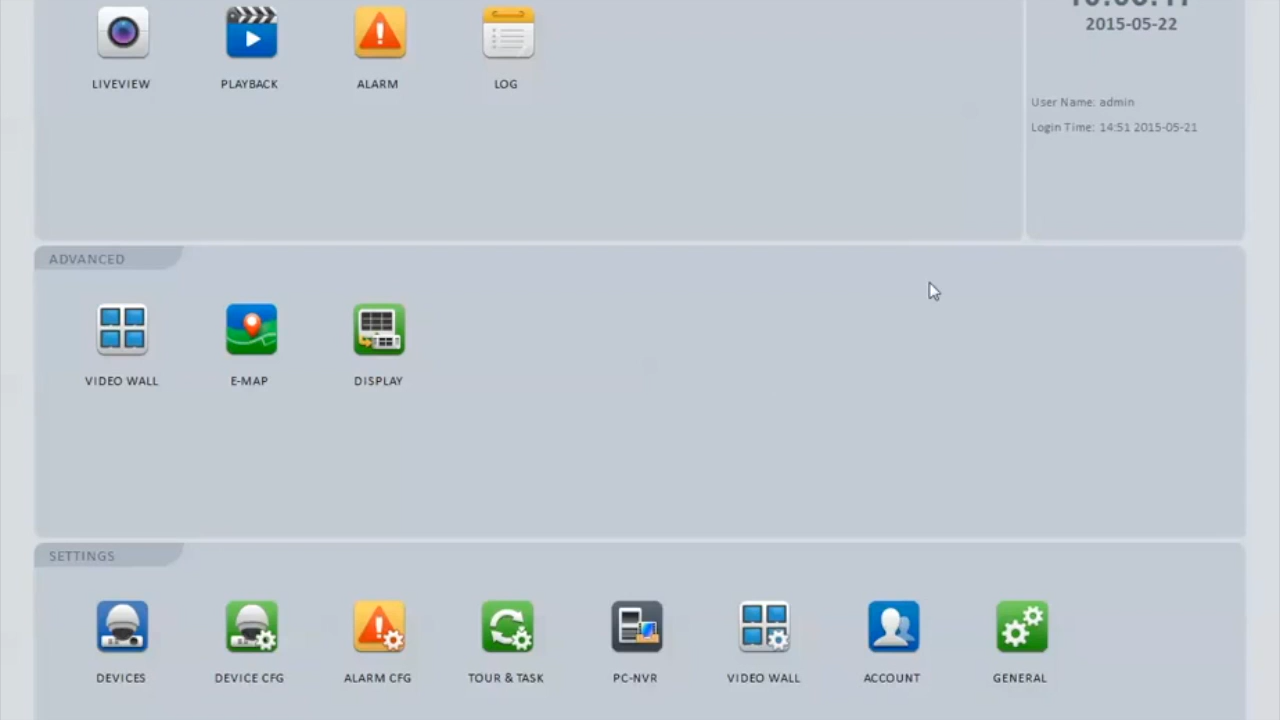 2015-05-22
LIVEVIEW PLAYBACK ALARM LOG
User Name: admin
Login Time: 14:51 2015-05-21
ADVANCED
VIDEO WALL E-MAP DISPLAY
SETTINGS
DEVICES DEVICE CFG ALARM CFG TOUR & TASK PC-NVR VIDEO WALL ACCOUNT GENERAL